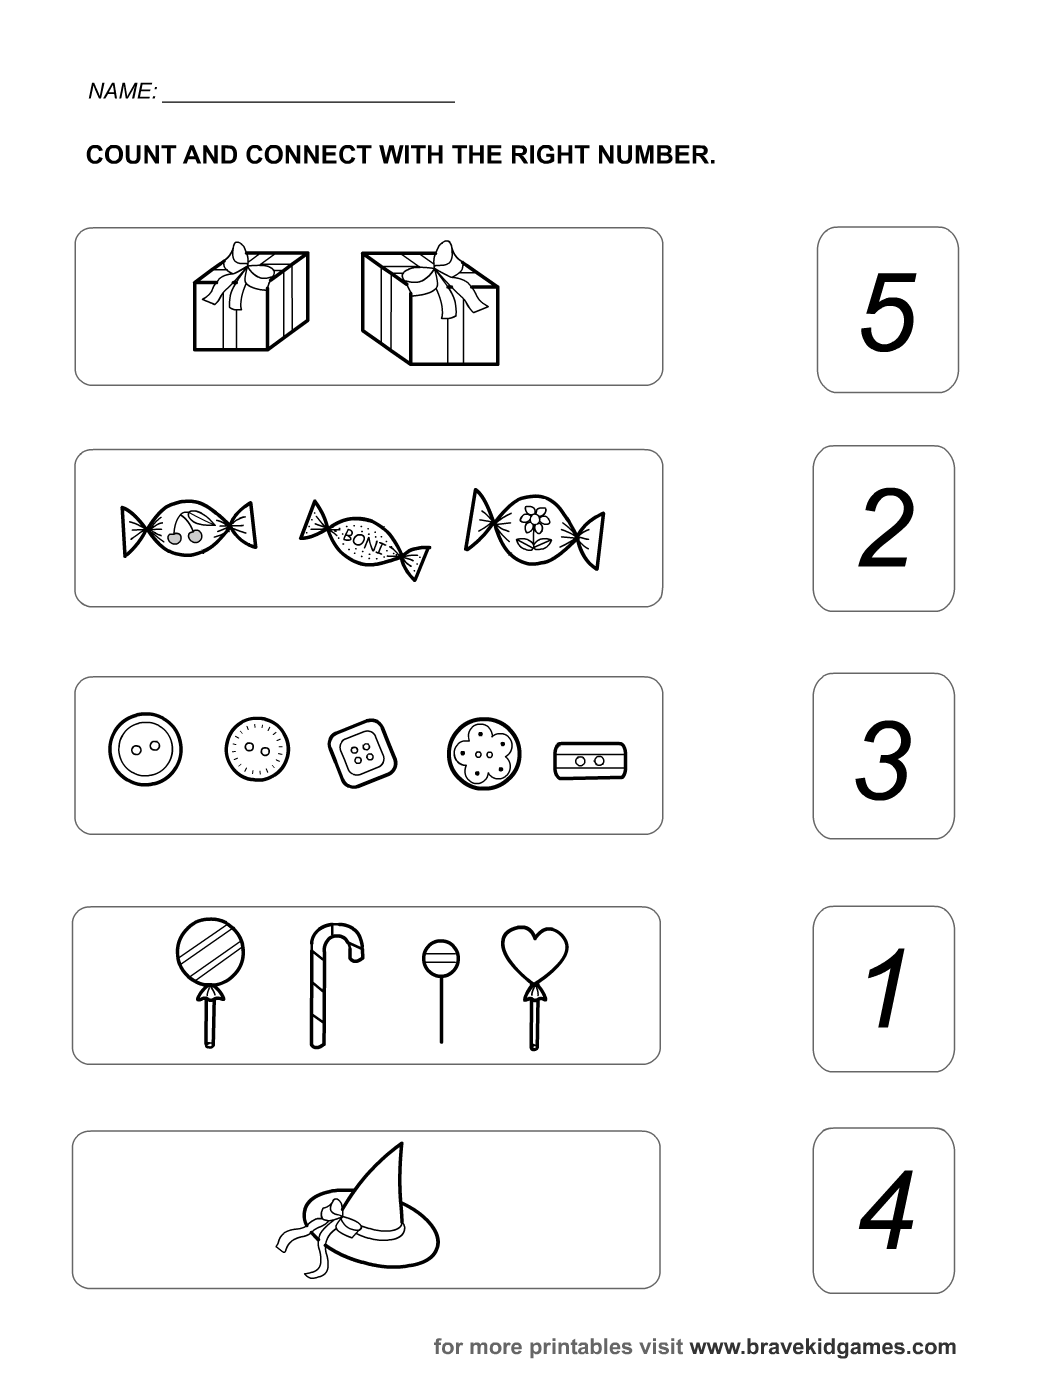 NAME:
COUNT AND CONNECT WITH THE RIGHT NUMBER.
5
BONI
2
3
1
4
for more printables visit www.bravekidgames.com